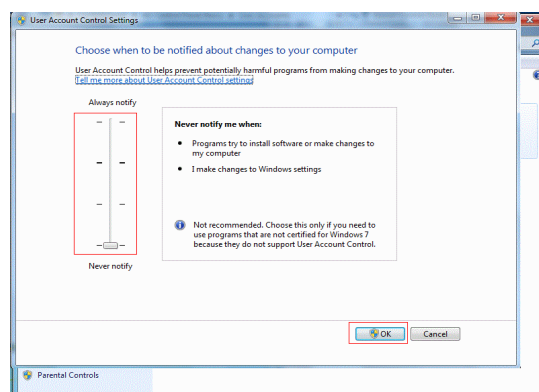 User Account Control Settings
Choose when to be notified about changes to your computer
User Account Control helps prevent potentially harmful programs from making changes to your computer.
Tell me more about User Account Control settings
Always notify
Never notify me when:
• Programs try to install software or make changes to
my computer
• I make changes to Windows settings
Not recommended. Choose this only if you need to
use programs that are not certified for Windows 7
because they do not support User Account Control.
Never notify
OK
Cancel
Parental Controls